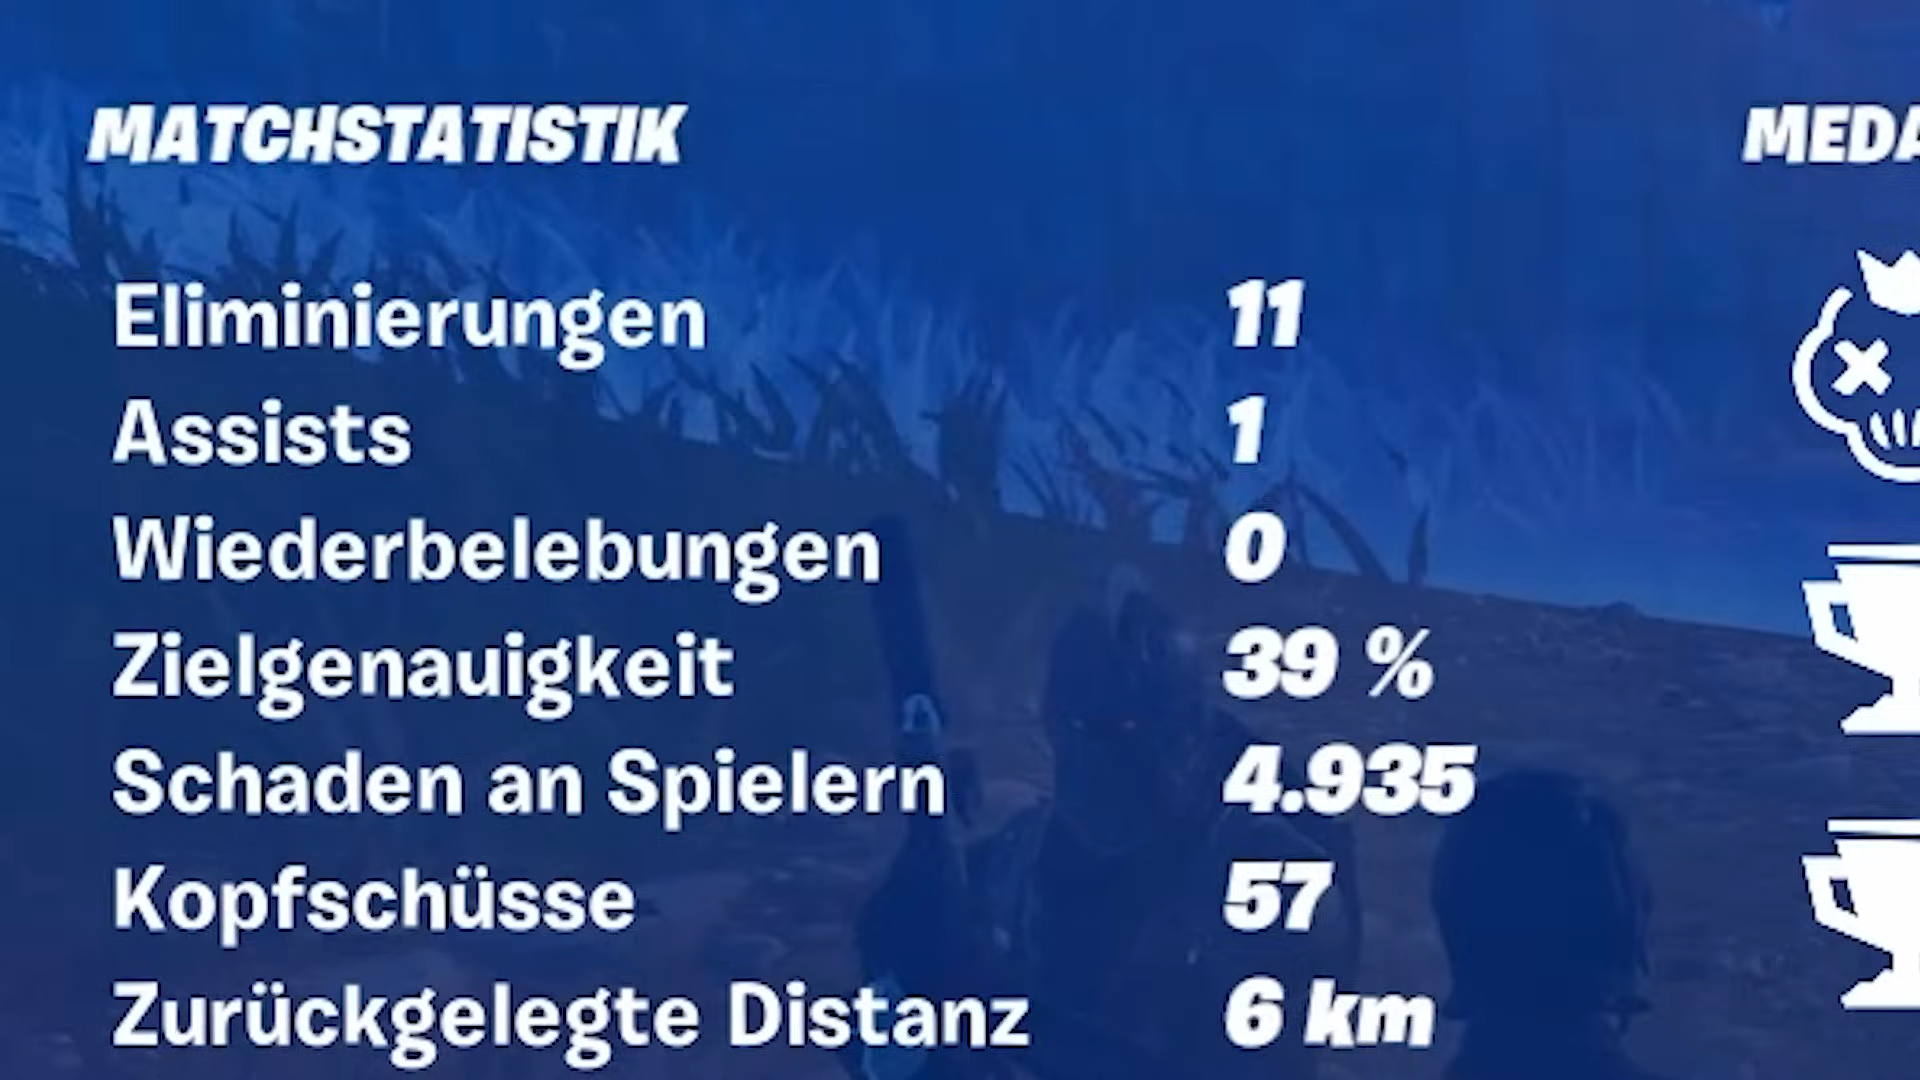 MATCHSTATISTIK
Eliminierungen 11
Assists 1
Wiederbelebungen 0
Zielgenauigkeit 39 %
Schaden an Spielern 4.935
Kopfschüsse 57
Zurückgelegte Distanz 6 km
MEDA